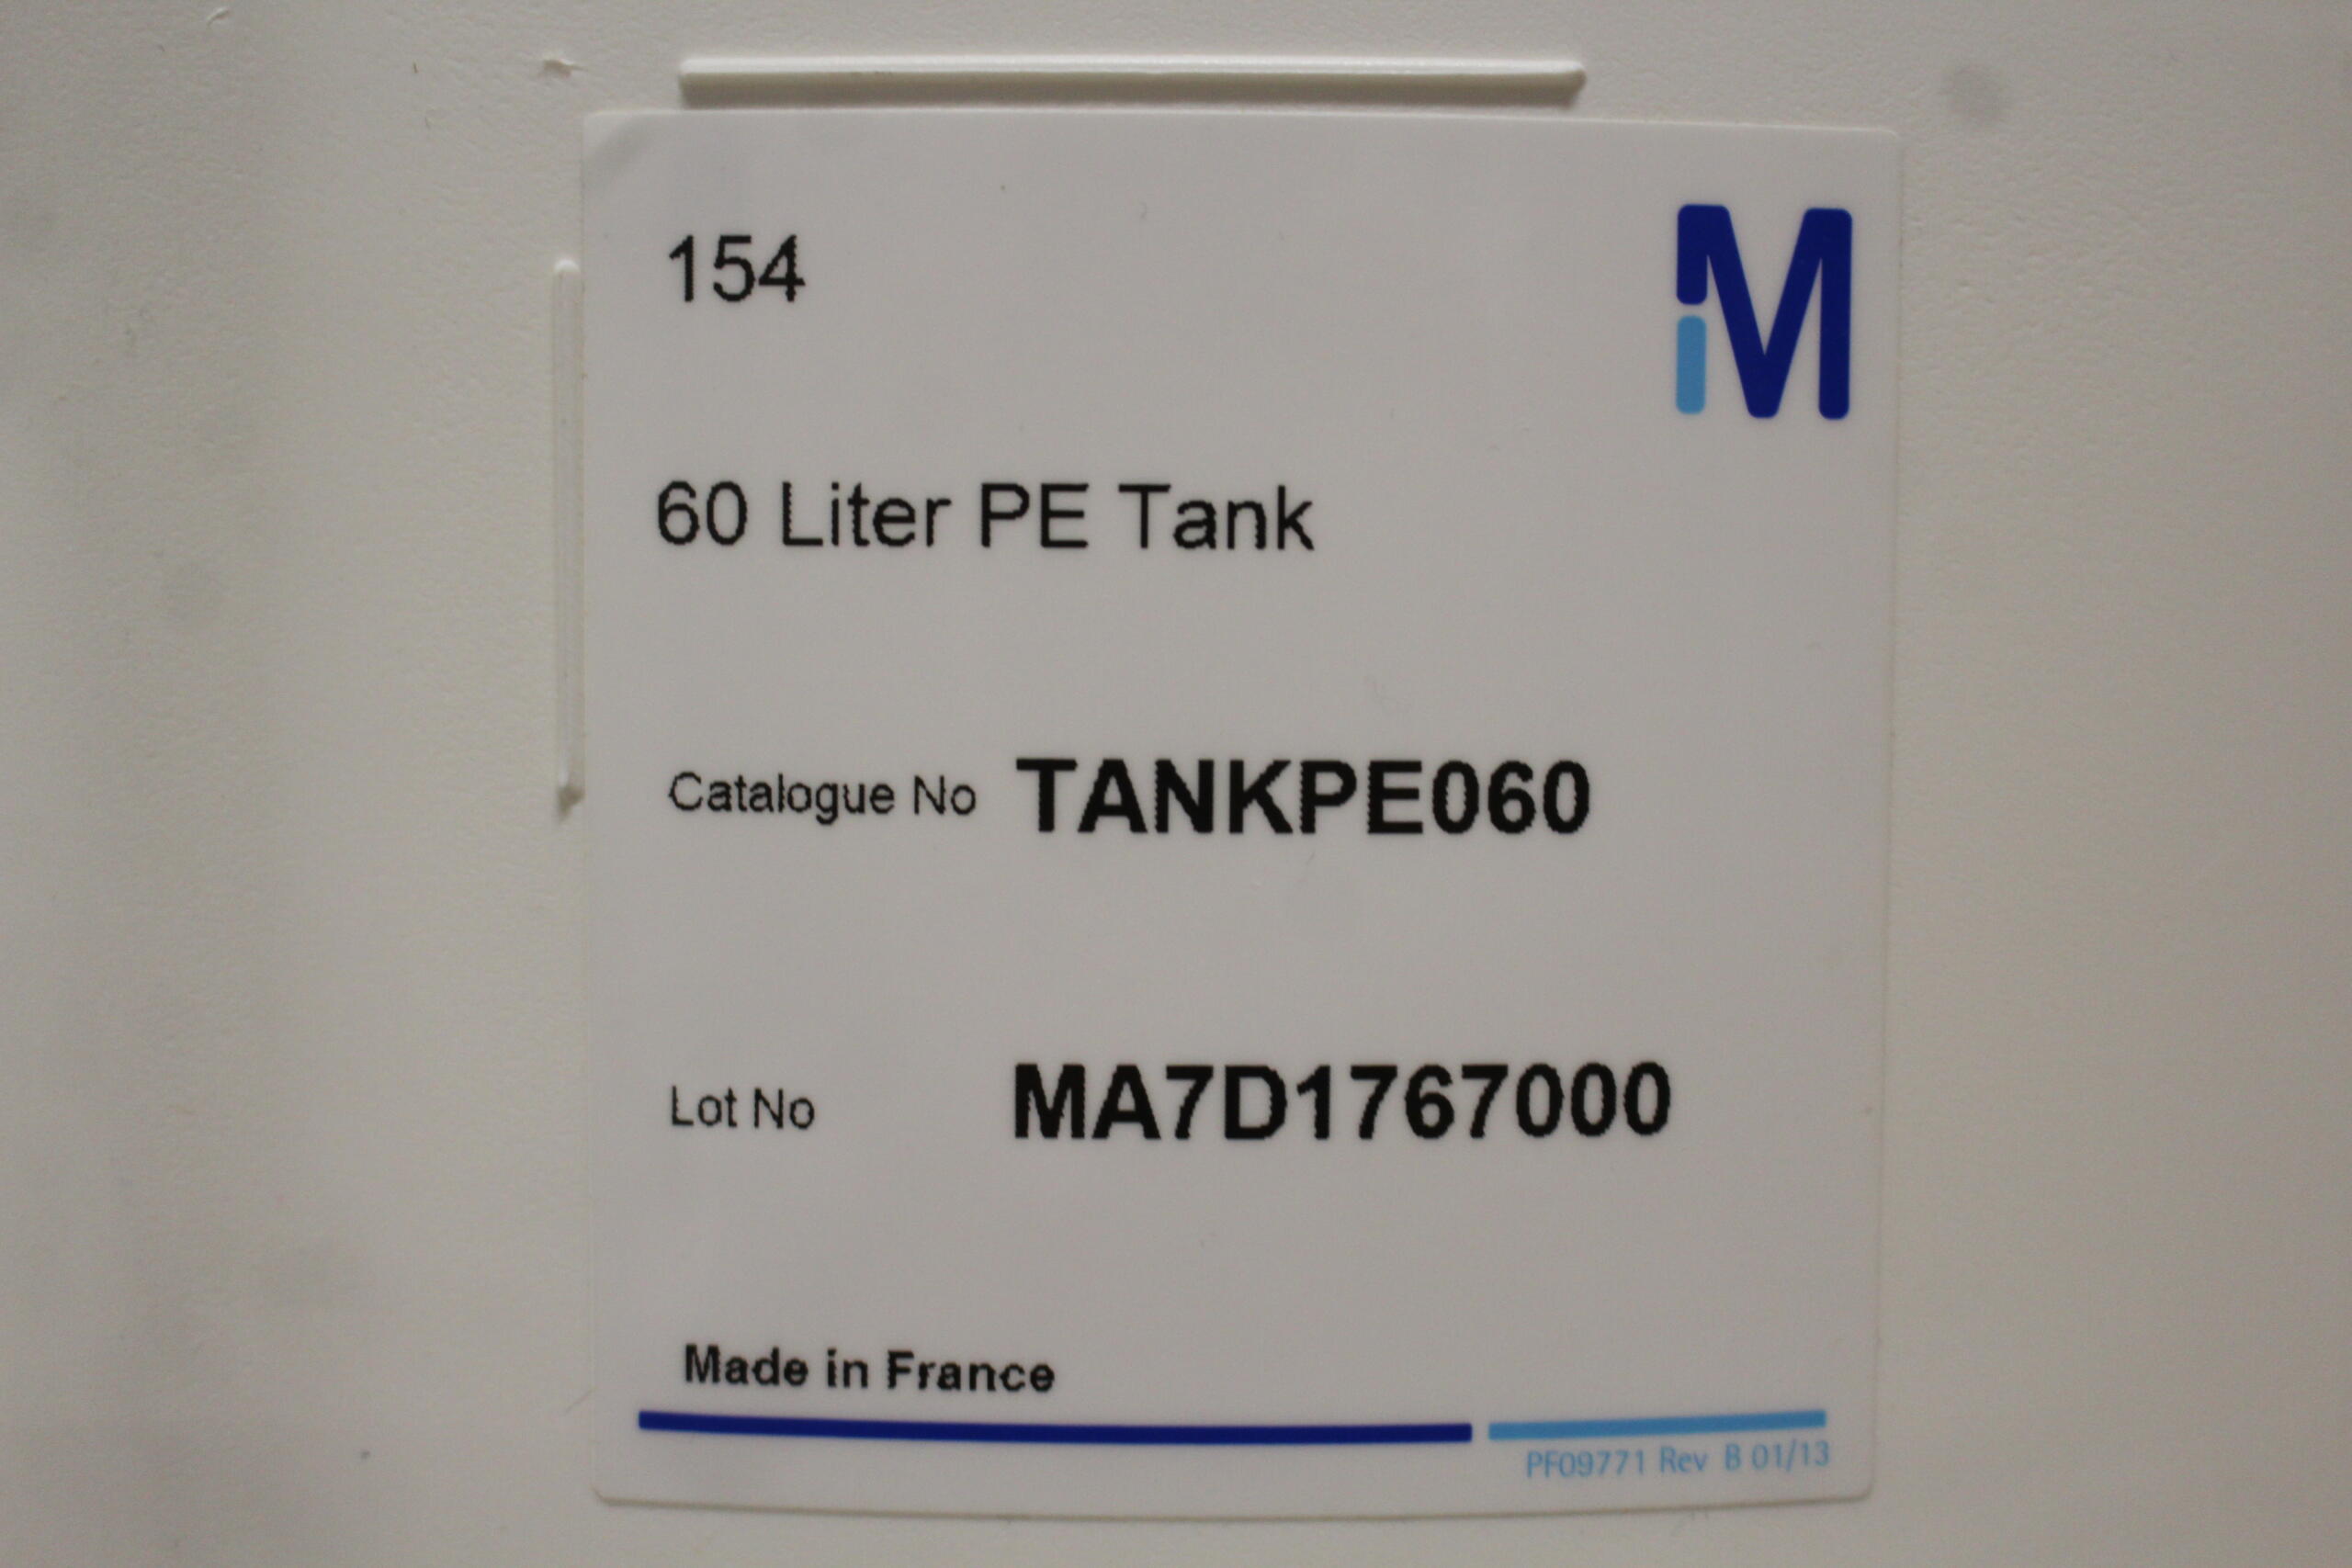 154
M
60 Liter PE Tank
Catalogue No TANKPE060
Lot No MA7D1767000
Made in France
PF09771 Rev B 01/13